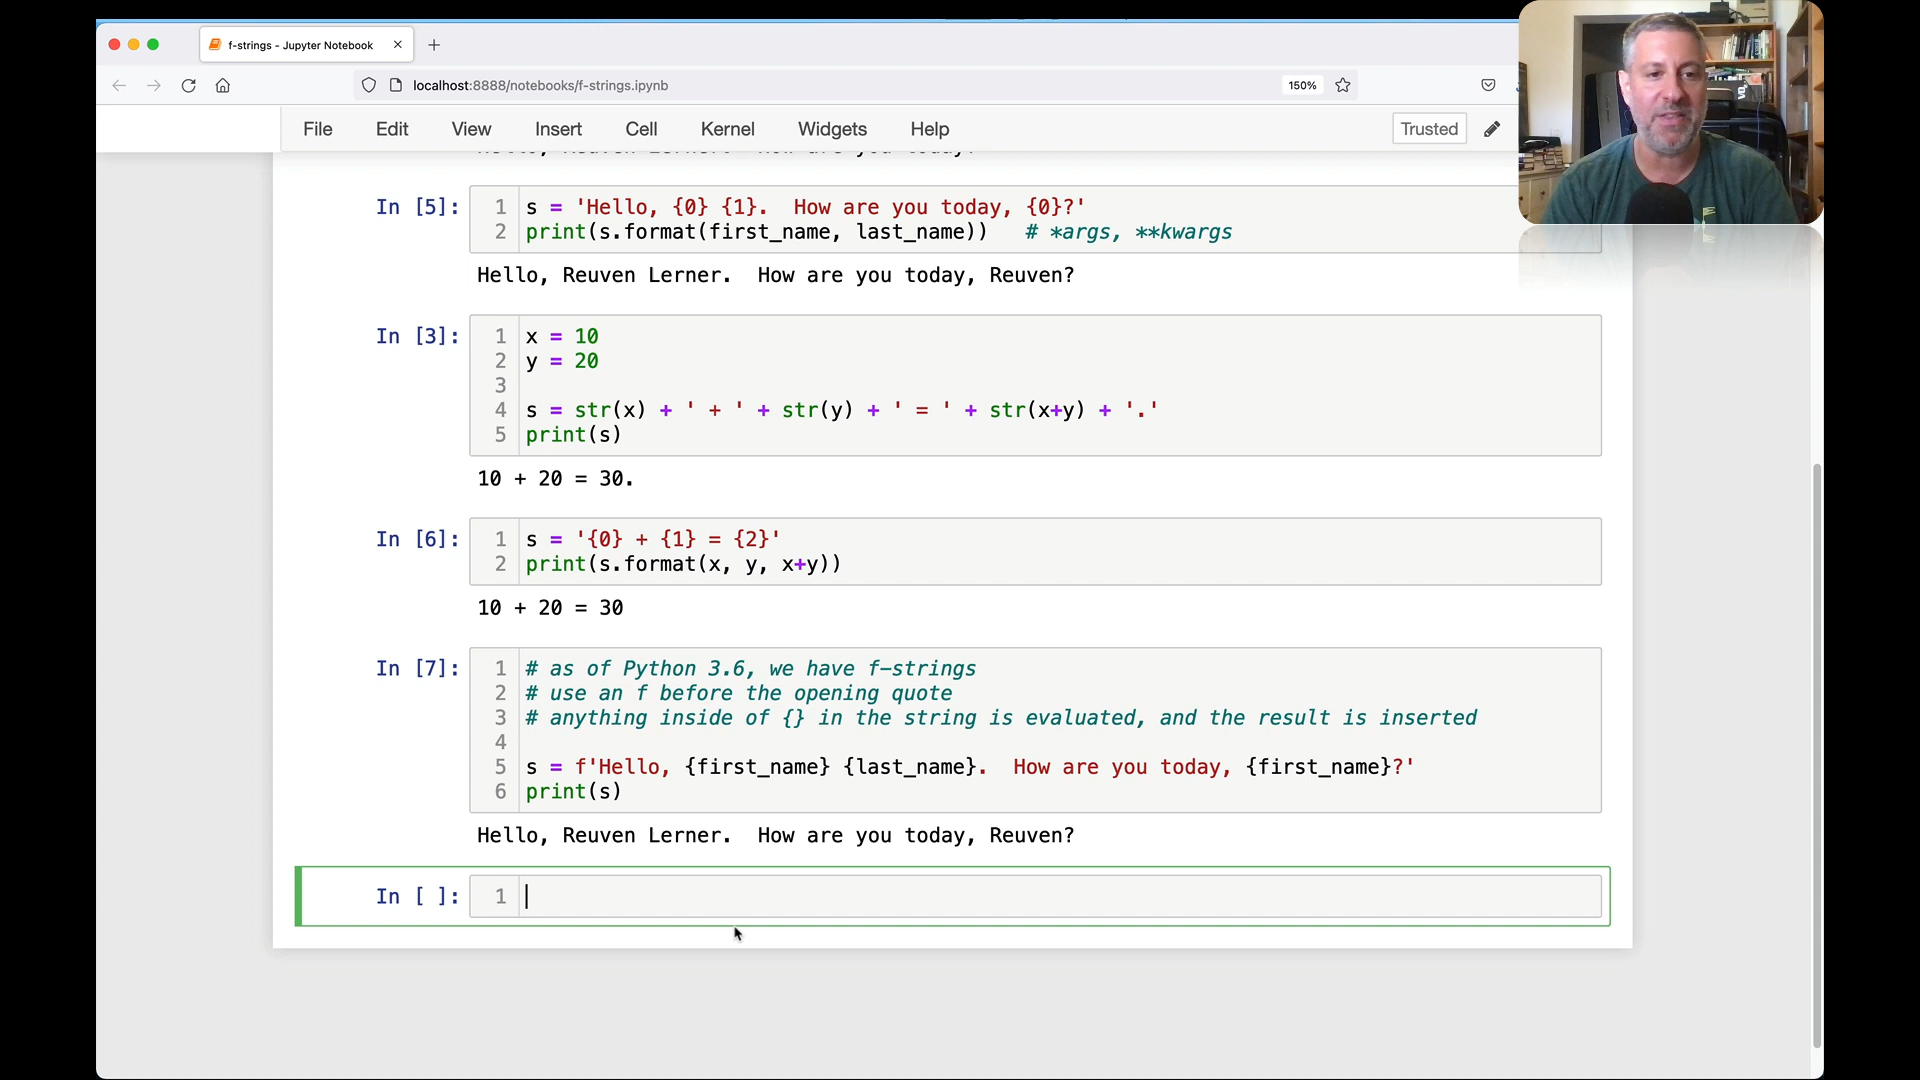 f-strings - Jupyter Notebook
localhost:8888/notebooks/f-strings.ipynb
150%
File Edit View Insert Cell Kernel Widgets Help
Trusted
In [5]:
1 s = 'Hello, {0} {1}.  How are you today, {0}?'
2 print(s.format(first_name, last_name))   # *args, **kwargs
Hello, Reuven Lerner.  How are you today, Reuven?
In [3]:
1 x = 10
2 y = 20
3
4 s = str(x) + ' + ' + str(y) + ' = ' + str(x+y) + '.'
5 print(s)
10 + 20 = 30.
In [6]:
1 s = '{0} + {1} = {2}'
2 print(s.format(x, y, x+y))
10 + 20 = 30
In [7]:
1 # as of Python 3.6, we have f-strings
2 # use an f before the opening quote
3 # anything inside of {} in the string is evaluated, and the result is inserted
4
5 s = f'Hello, {first_name} {last_name}.  How are you today, {first_name}?'
6 print(s)
Hello, Reuven Lerner.  How are you today, Reuven?
In [ ]:
1